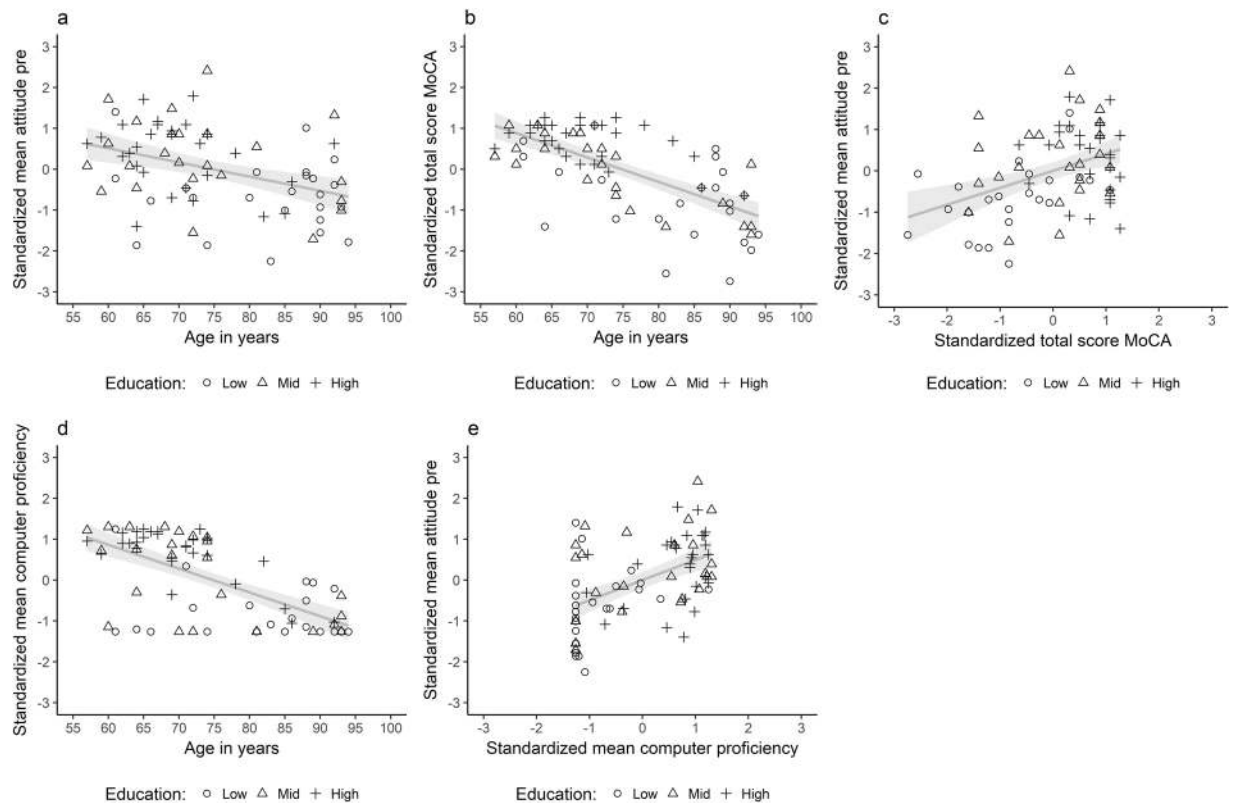 a
Standardized mean attitude pre
3
2
1
0
-1
-2
-3
55 60 65 70 75 80 85 90 95 100
Age in years
Education: Low Mid High
b
Standardized total score MoCA
3
2
1
0
-1
-2
-3
55 60 65 70 75 80 85 90 95 100
Age in years
Education: Low Mid High
c
Standardized mean attitude pre
3
2
1
0
-1
-2
-3
-3 -2 -1 0 1 2 3
Standardized total score MoCA
Education: Low Mid High
d
Standardized mean computer proficiency
3
2
1
0
-1
-2
-3
55 60 65 70 75 80 85 90 95 100
Age in years
Education: Low Mid High
e
Standardized mean attitude pre
3
2
1
0
-1
-2
-3
-3 -2 -1 0 1 2 3
Standardized mean computer proficiency
Education: Low Mid High